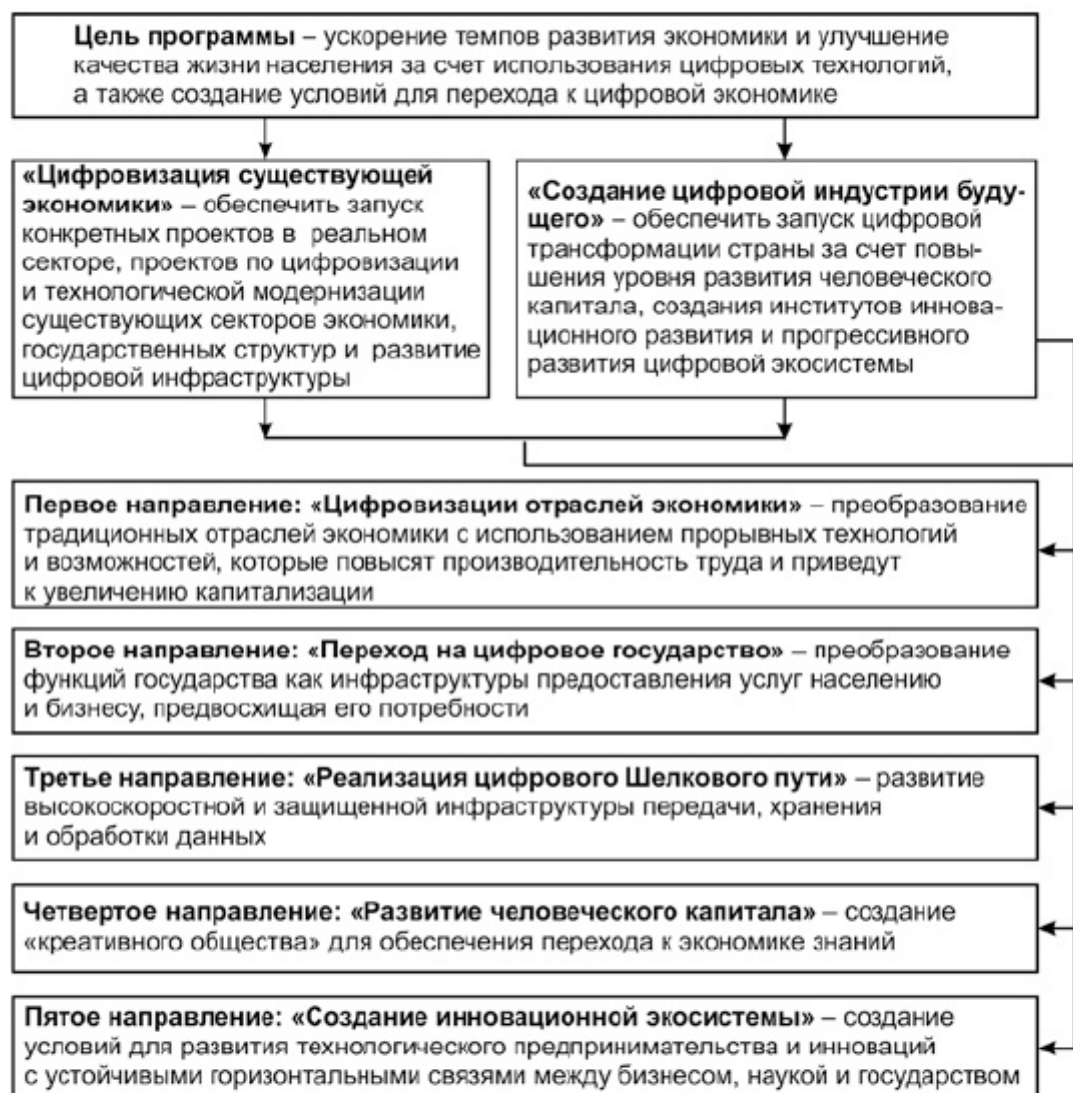 Цель программы – ускорение темпов развития экономики и улучшение
качества жизни населения за счет использования цифровых технологий,
а также создание условий для перехода к цифровой экономике
«Цифровизация существующей
экономики» – обеспечить запуск
конкретных проектов в реальном
секторе, проектов по цифровизации
и технологической модернизации
существующих секторов экономики,
государственных структур и развитие
цифровой инфраструктуры
«Создание цифровой индустрии буду-
щего» – обеспечить запуск цифровой
трансформации страны за счет повы-
шения уровня развития человеческого
капитала, создания институтов иннова-
ционного развития и прогрессивного
развития цифровой экосистемы
Первое направление: «Цифровизации отраслей экономики» – преобразование
традиционных отраслей экономики с использованием прорывных технологий
и возможностей, которые повысят производительность труда и приведут
к увеличению капитализации
Второе направление: «Переход на цифровое государство» – преобразование
функций государства как инфраструктуры предоставления услуг населению
и бизнесу, предвосхищая его потребности
Третье направление: «Реализация цифрового Шелкового пути» – развитие
высокоскоростной и защищенной инфраструктуры передачи, хранения
и обработки данных
Четвертое направление: «Развитие человеческого капитала» – создание
«креативного общества» для обеспечения перехода к экономике знаний
Пятое направление: «Создание инновационной экосистемы» – создание
условий для развития технологического предпринимательства и инноваций
с устойчивыми горизонтальными связями между бизнесом, наукой и государством